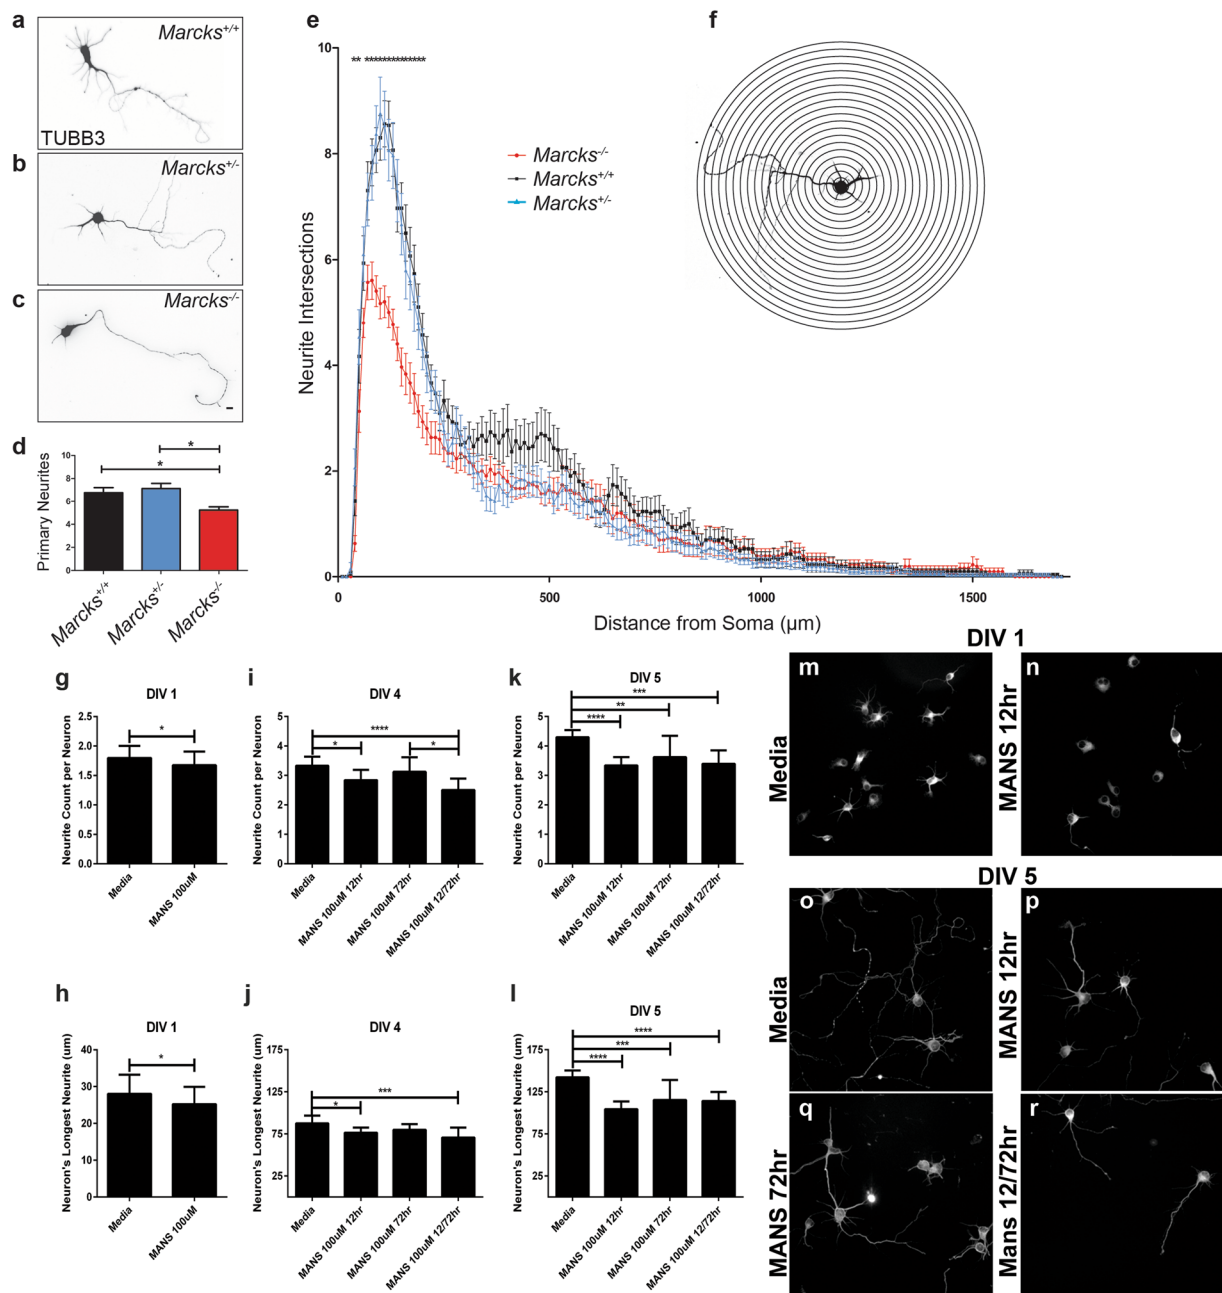 a
Marcks+/+
TUBB3
b
Marcks+/-
c
Marcks-/-
d
Primary Neurites
10
8
6
4
2
0
*
*
Marcks+/+
Marcks+/-
Marcks-/-
e
Neurite Intersections
10
8
6
4
2
0
Marcks-/-
Marcks+/+
Marcks+/-
0
500
1000
1500
Distance from Soma (µm)
f
g
DIV 1
Neurite Count per Neuron
2.5
2.0
1.5
1.0
0.5
0.0
*
Media
MANS 100uM
i
DIV 4
Neurite Count per Neuron
5
4
3
2
1
0
****
*
*
Media
MANS 100uM 12hr
MANS 100uM 72hr
MANS 100uM 12/72hr
k
DIV 5
Neurite Count per Neuron
5
4
3
2
1
0
***
**
****
Media
MANS 100uM 12hr
MANS 100uM 72hr
MANS 100uM 12/72hr
h
DIV 1
Neuron's Longest Neurite (um)
40
30
20
10
0
*
Media
MANS 100uM
j
DIV 4
Neuron's Longest Neurite (um)
175
125
75
25
***
*
Media
MANS 100uM 12hr
MANS 100uM 72hr
MANS 100uM 12/72hr
l
DIV 5
Neuron's Longest Neurite (um)
175
125
75
25
****
***
****
Media
MANS 100uM 12hr
MANS 100uM 72hr
MANS 100uM 12/72hr
DIV 1
Media
m
MANS 12hr
n
DIV 5
Media
o
MANS 12hr
p
MANS 72hr
q
Mans 12/72hr
r